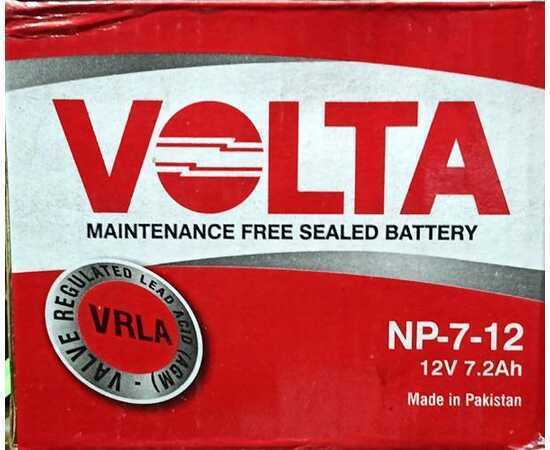 VOLTA
MAINTENANCE FREE SEALED BATTERY
VALVE REGULATED LEAD ACID (AGM) -
VRLA
NP-7-12
12V 7.2Ah
Made in Pakistan